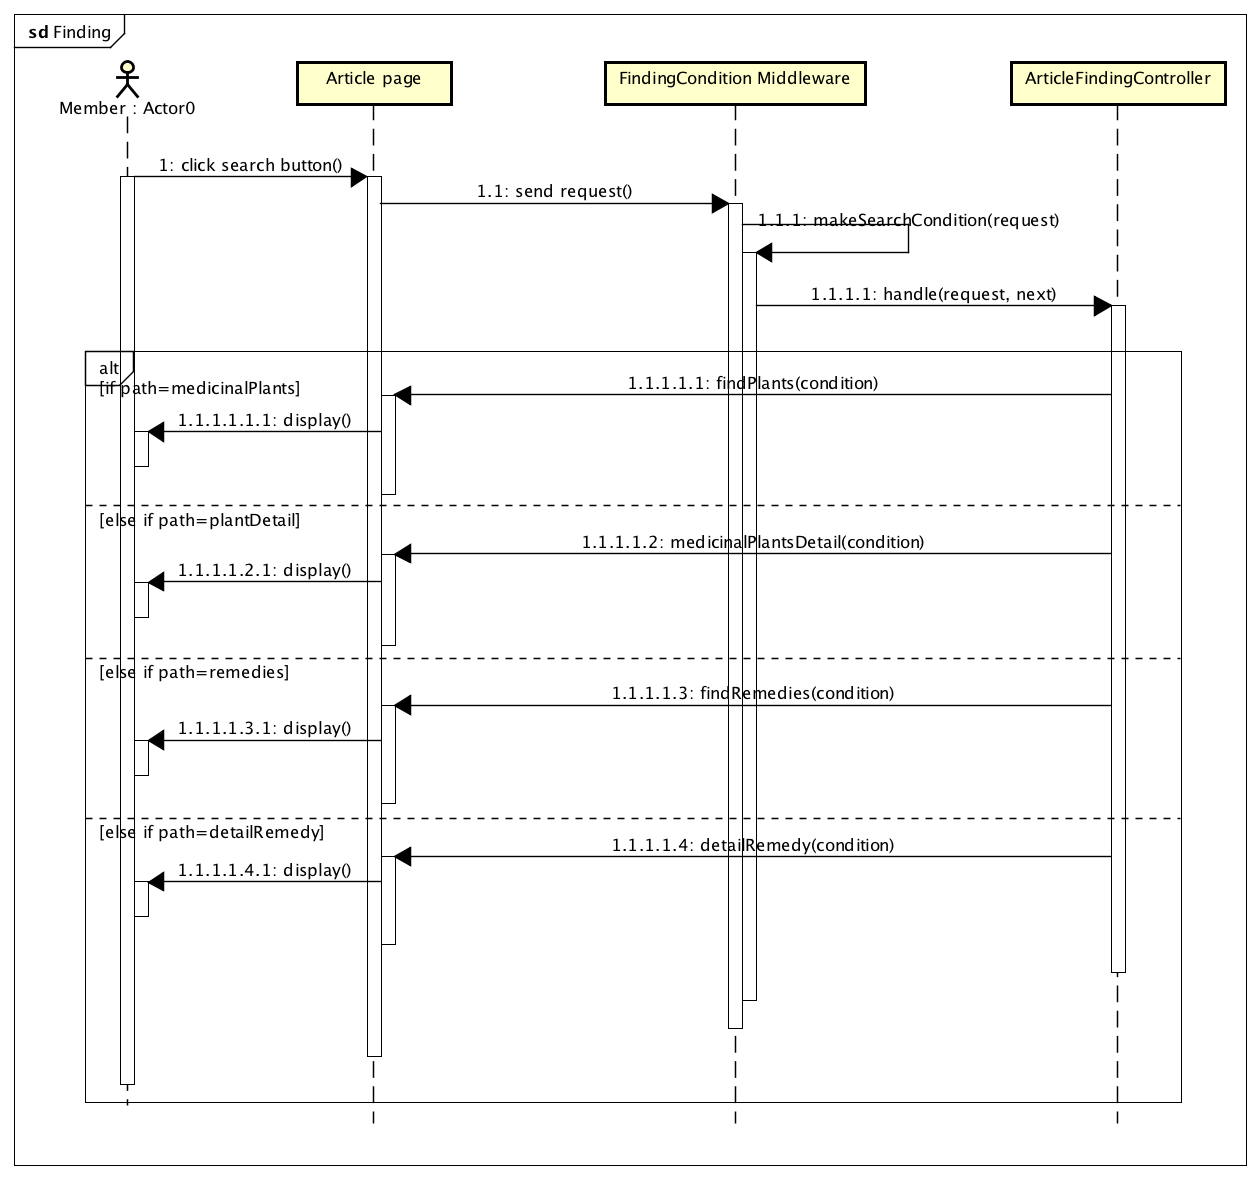 sd Finding
Member : Actor0
Article page
FindingCondition Middleware
ArticleFindingController
1: click search button()
1.1: send request()
1.1.1: makeSearchCondition(request)
1.1.1.1: handle(request, next)
alt
[if path=medicinalPlants]
1.1.1.1.1: findPlants(condition)
1.1.1.1.1.1: display()
[else if path=plantDetail]
1.1.1.1.2: medicinalPlantsDetail(condition)
1.1.1.1.2.1: display()
[else if path=remedies]
1.1.1.1.3: findRemedies(condition)
1.1.1.1.3.1: display()
[else if path=detailRemedy]
1.1.1.1.4: detailRemedy(condition)
1.1.1.1.4.1: display()